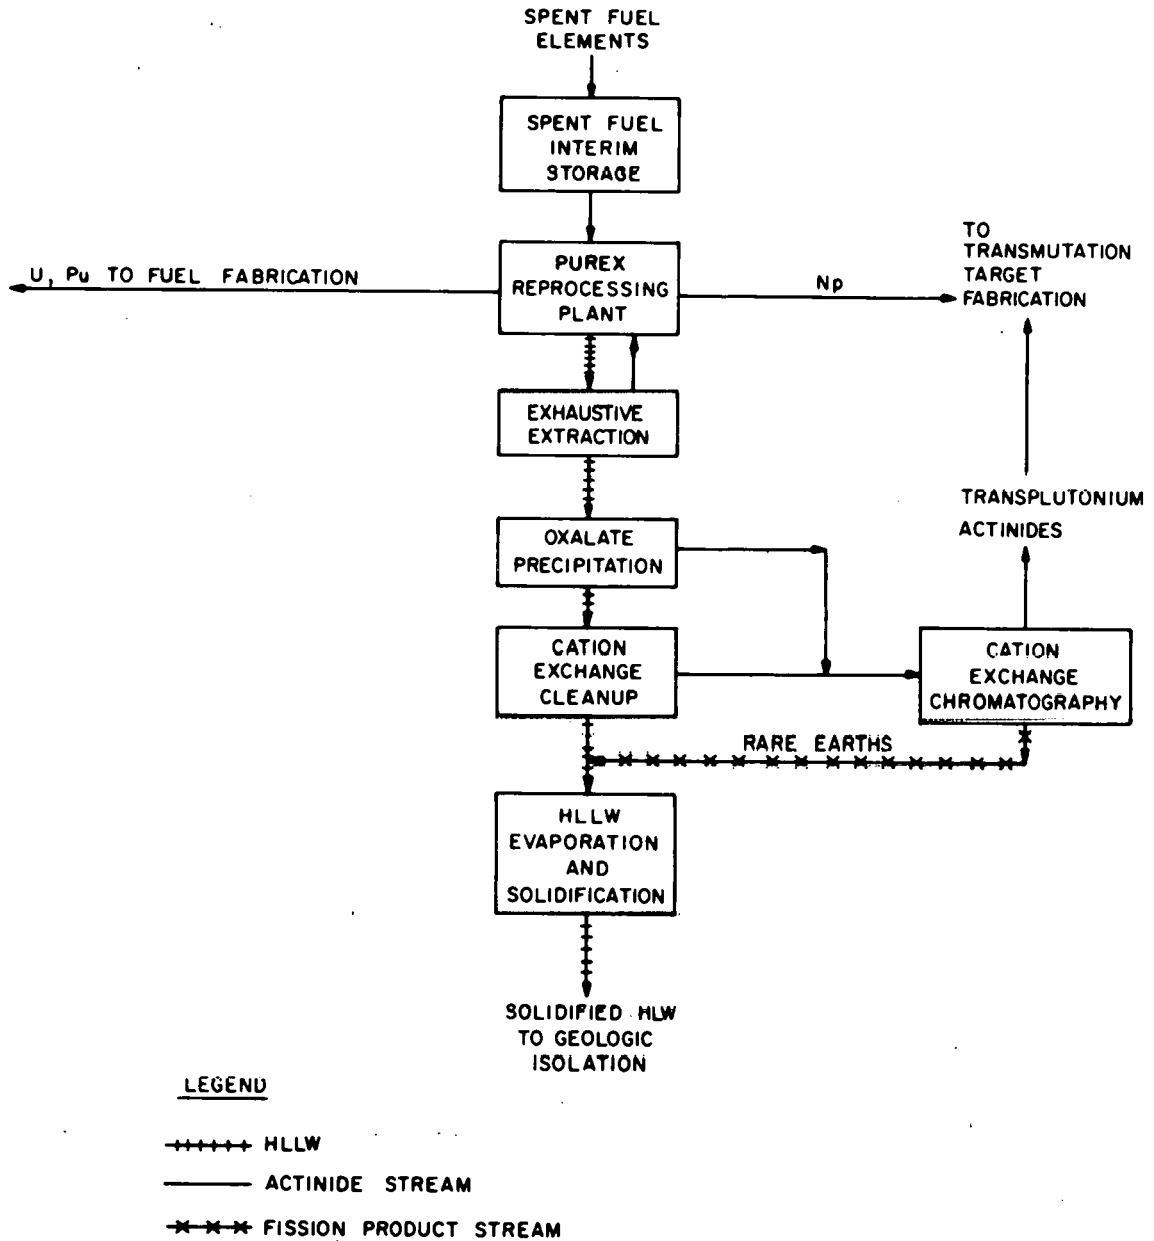 SPENT FUEL
ELEMENTS
SPENT FUEL
INTERIM
STORAGE
PUREX
REPROCESSING
PLANT
U, Pu TO FUEL FABRICATION
Np
TO
TRANSMUTATION
TARGET
FABRICATION
EXHAUSTIVE
EXTRACTION
TRANSPLUTONIUM
ACTINIDES
OXALATE
PRECIPITATION
CATION
EXCHANGE
CLEANUP
CATION
EXCHANGE
CHROMATOGRAPHY
RARE EARTHS
HLLW
EVAPORATION
AND
SOLIDIFICATION
SOLIDIFIED HLW
TO GEOLOGIC
ISOLATION
LEGEND
HLLW
ACTINIDE STREAM
FISSION PRODUCT STREAM